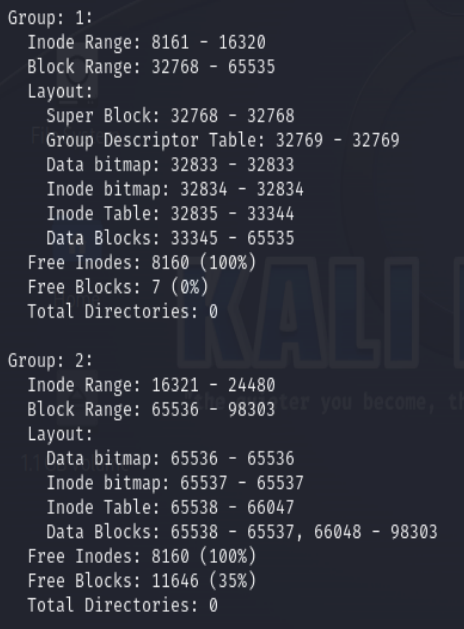 Group: 1:
  Inode Range: 8161 - 16320
  Block Range: 32768 - 65535
  Layout:
    Super Block: 32768 - 32768
    Group Descriptor Table: 32769 - 32769
    Data bitmap: 32833 - 32833
    Inode bitmap: 32834 - 32834
    Inode Table: 32835 - 33344
    Data Blocks: 33345 - 65535
  Free Inodes: 8160 (100%)
  Free Blocks: 7 (0%)
  Total Directories: 0
KALI
Group: 2:
  Inode Range: 16321 - 24480
  Block Range: 65536 - 98303
you become,
  Layout:
    Data bitmap: 65536 - 65536
    Inode bitmap: 65537 - 65537
    Inode Table: 65538 - 66047
    Data Blocks: 65538 - 65537, 66048 - 98303
  Free Inodes: 8160 (100%)
  Free Blocks: 11646 (35%)
  Total Directories: 0